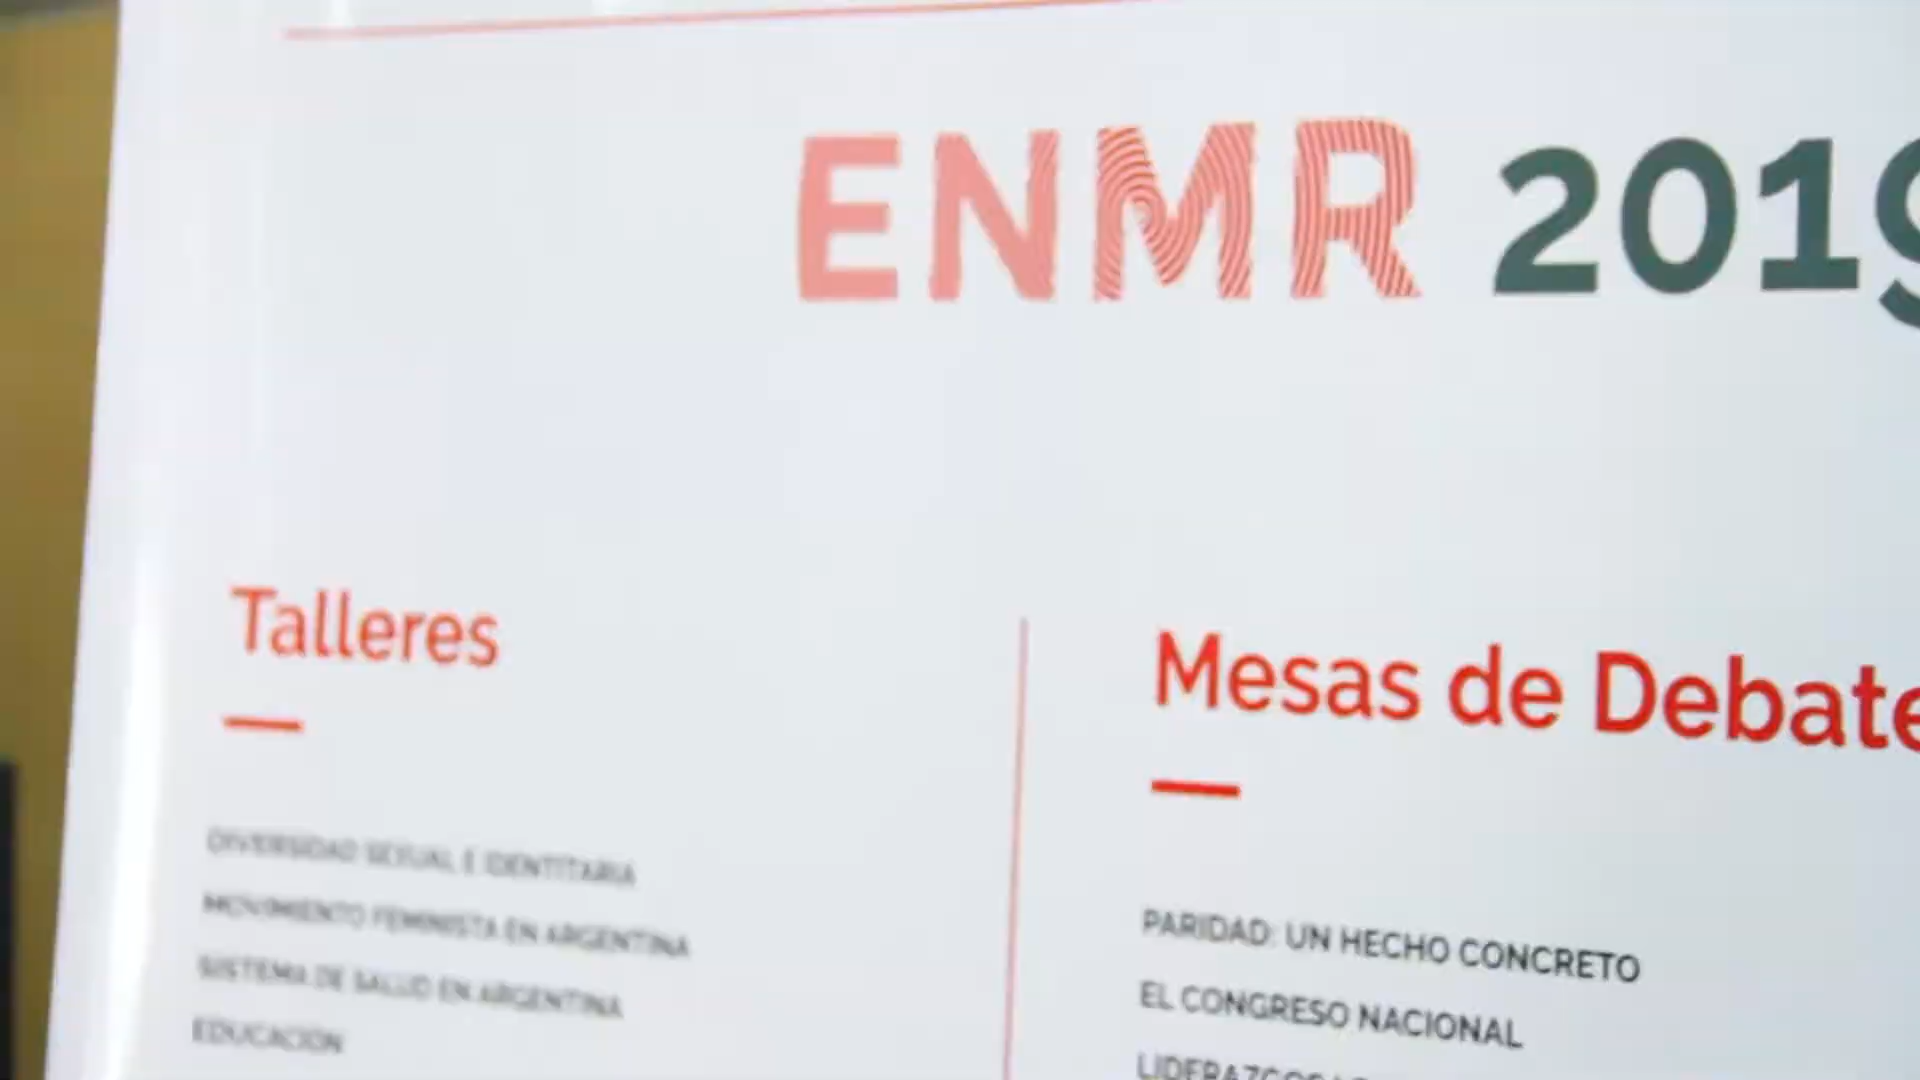 ENMR 2019
Talleres
DIVERSIDAD SEXUAL E IDENTITARIA
MOVIMIENTO FEMINISTA EN ARGENTINA
SISTEMA DE SALUD EN ARGENTINA
EDUCACIÓN
Mesas de Debate
PARIDAD: UN HECHO CONCRETO
EL CONGRESO NACIONAL